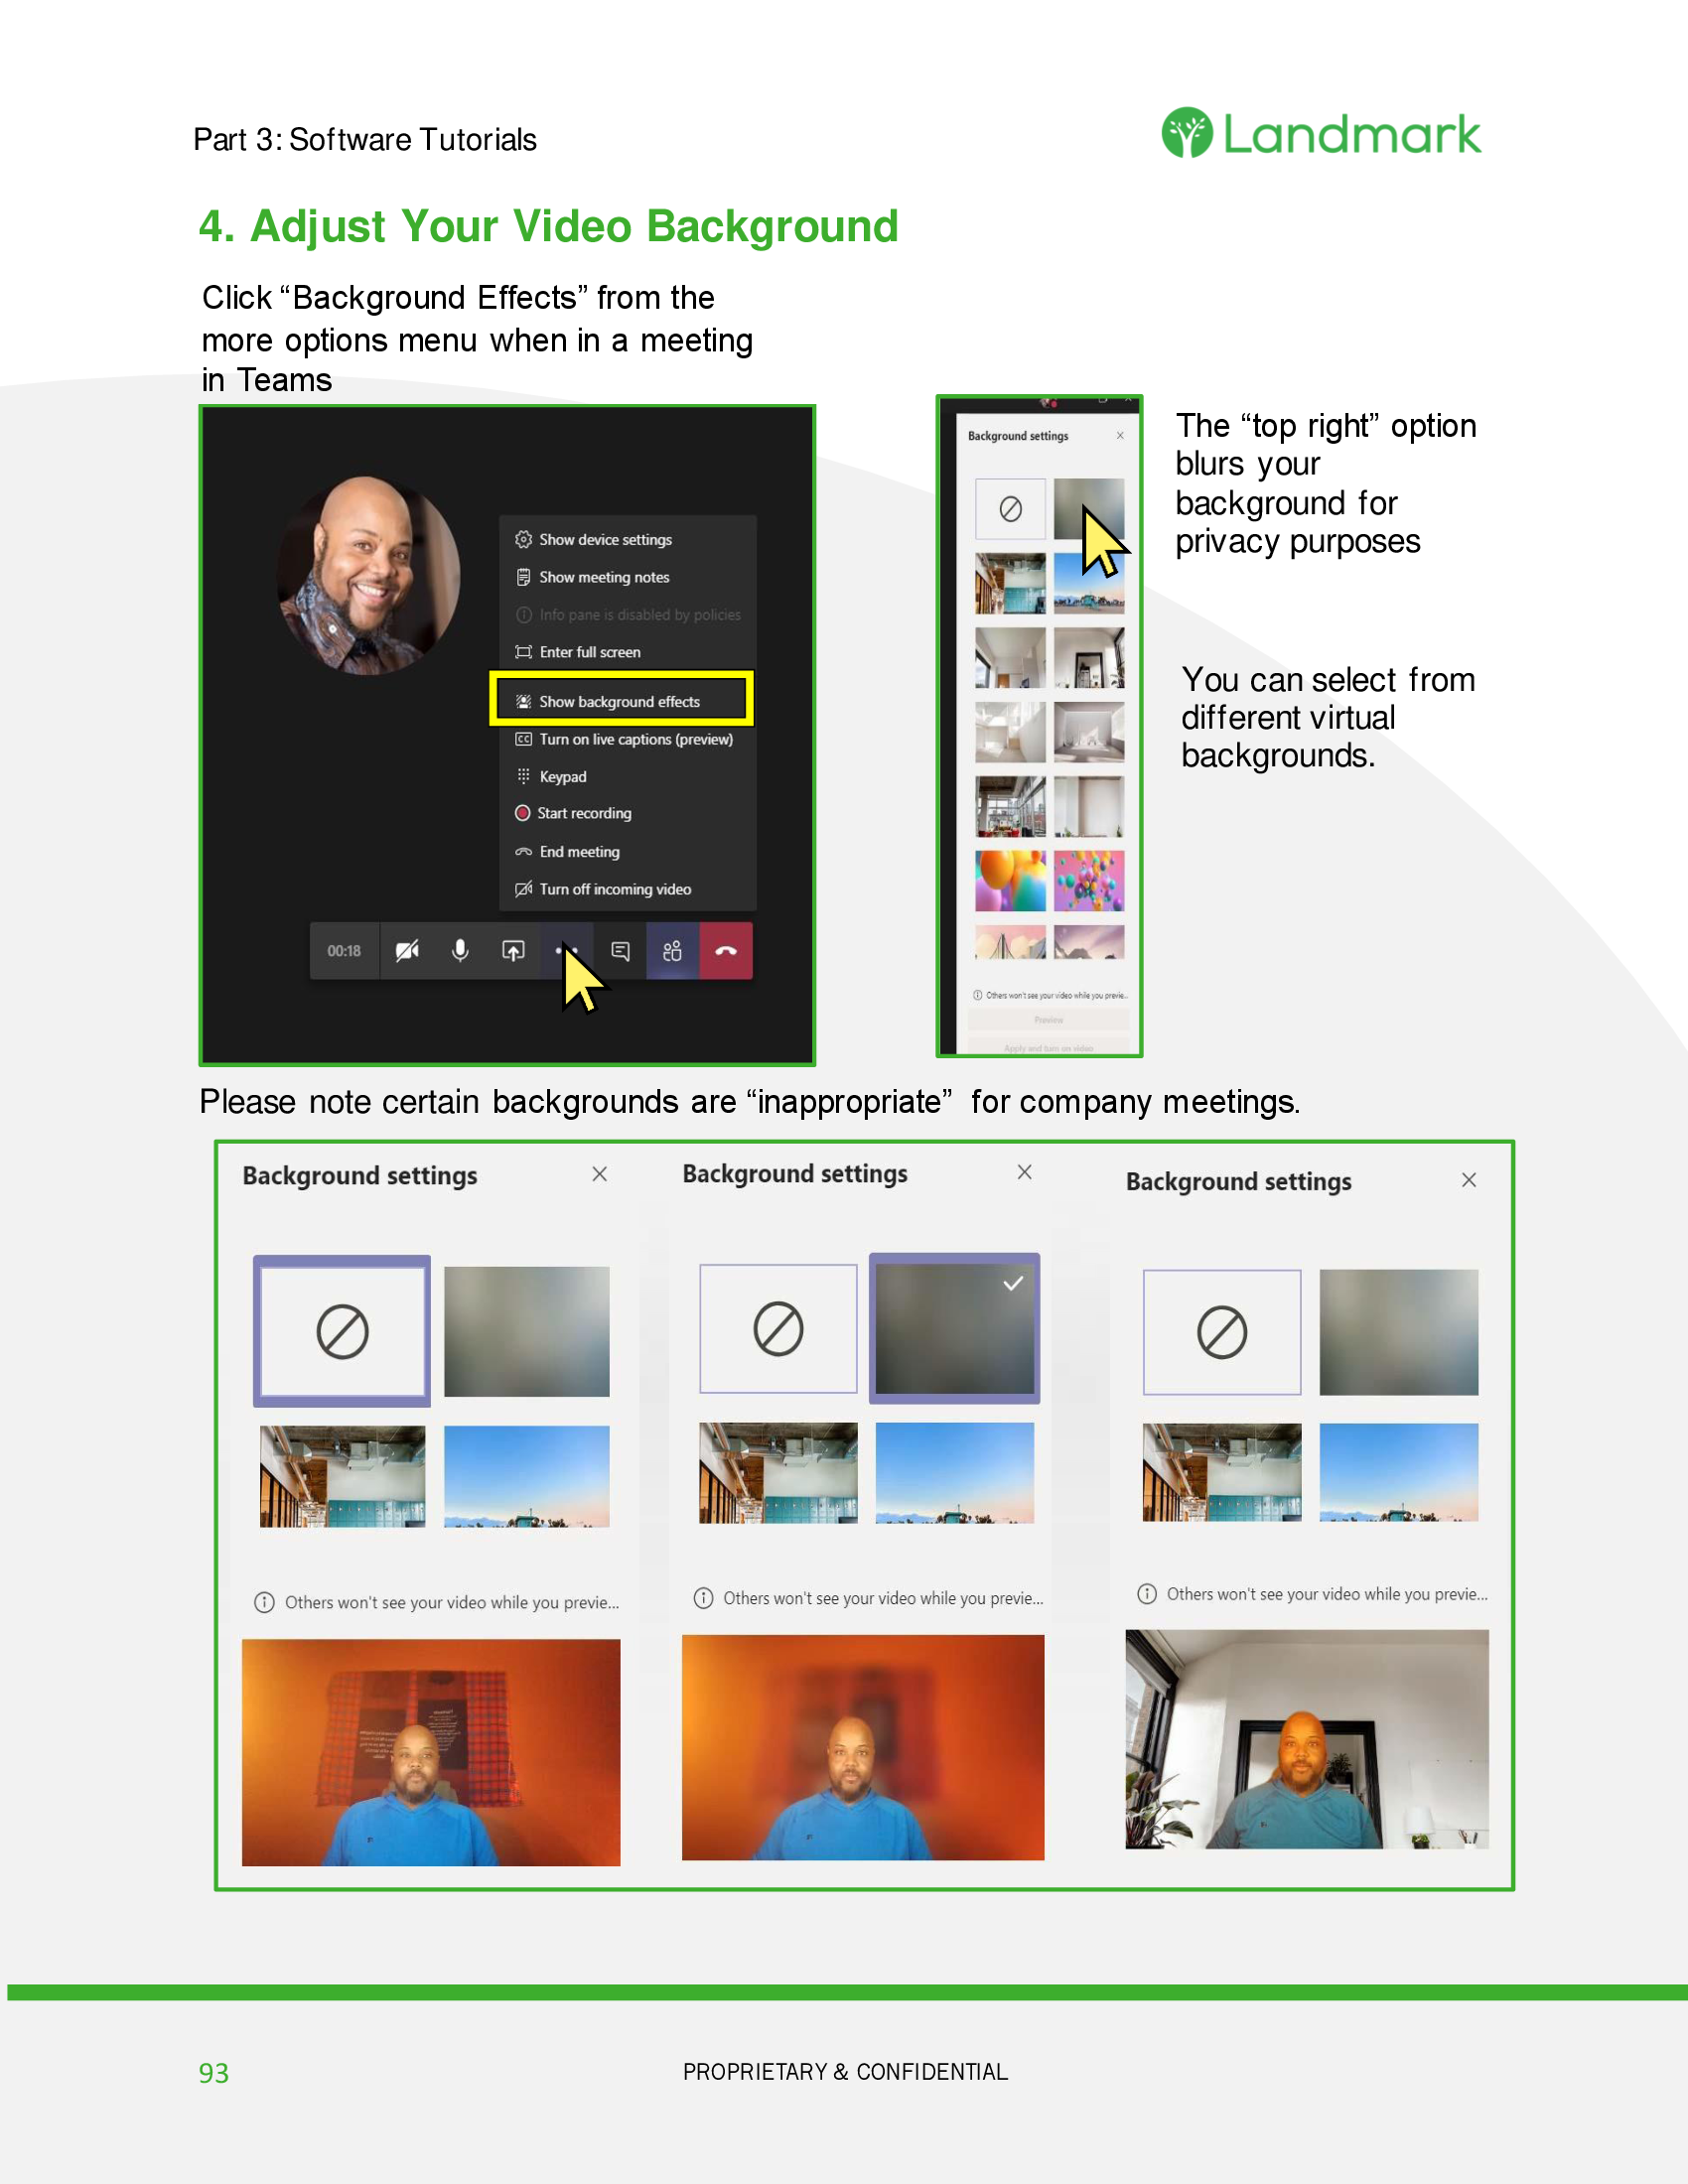 Part 3: Software Tutorials
Landmark
4. Adjust Your Video Background
Click “Background Effects” from the
more options menu when in a meeting
in Teams
Show device settings
Show meeting notes
Info pane is disabled by policies
Enter full screen
Show background effects
Turn on live captions (preview)
Keypad
Start recording
End meeting
Turn off incoming video
00:18
Background settings
Others won't see your video while you previe...
Preview
Apply and turn on video
The “top right” option
blurs your
background for
privacy purposes
You can select from
different virtual
backgrounds.
Please note certain backgrounds are “inappropriate” for company meetings.
Background settings
Others won't see your video while you previe...
Background settings
Others won't see your video while you previe...
Background settings
Others won't see your video while you previe...
93
PROPRIETARY & CONFIDENTIAL